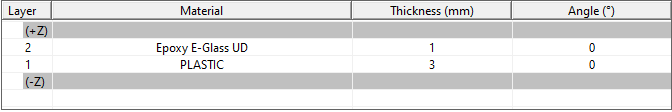 Layer Material Thickness (mm) Angle (°)
(+Z)
2 Epoxy E-Glass UD 1 0
1 PLASTIC 3 0
(-Z)